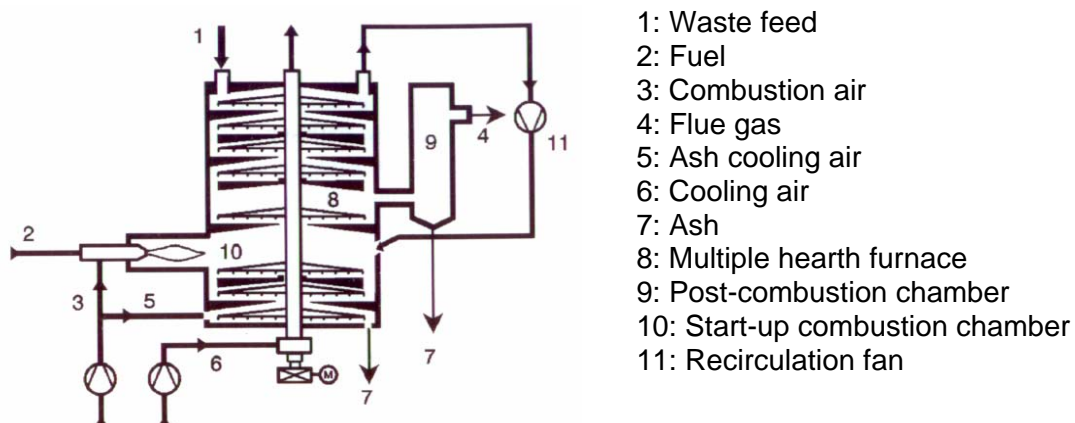 1
4
11
9
8
2
10
3
5
6
M
7
7
1: Waste feed
2: Fuel
3: Combustion air
4: Flue gas
5: Ash cooling air
6: Cooling air
7: Ash
8: Multiple hearth furnace
9: Post-combustion chamber
10: Start-up combustion chamber
11: Recirculation fan